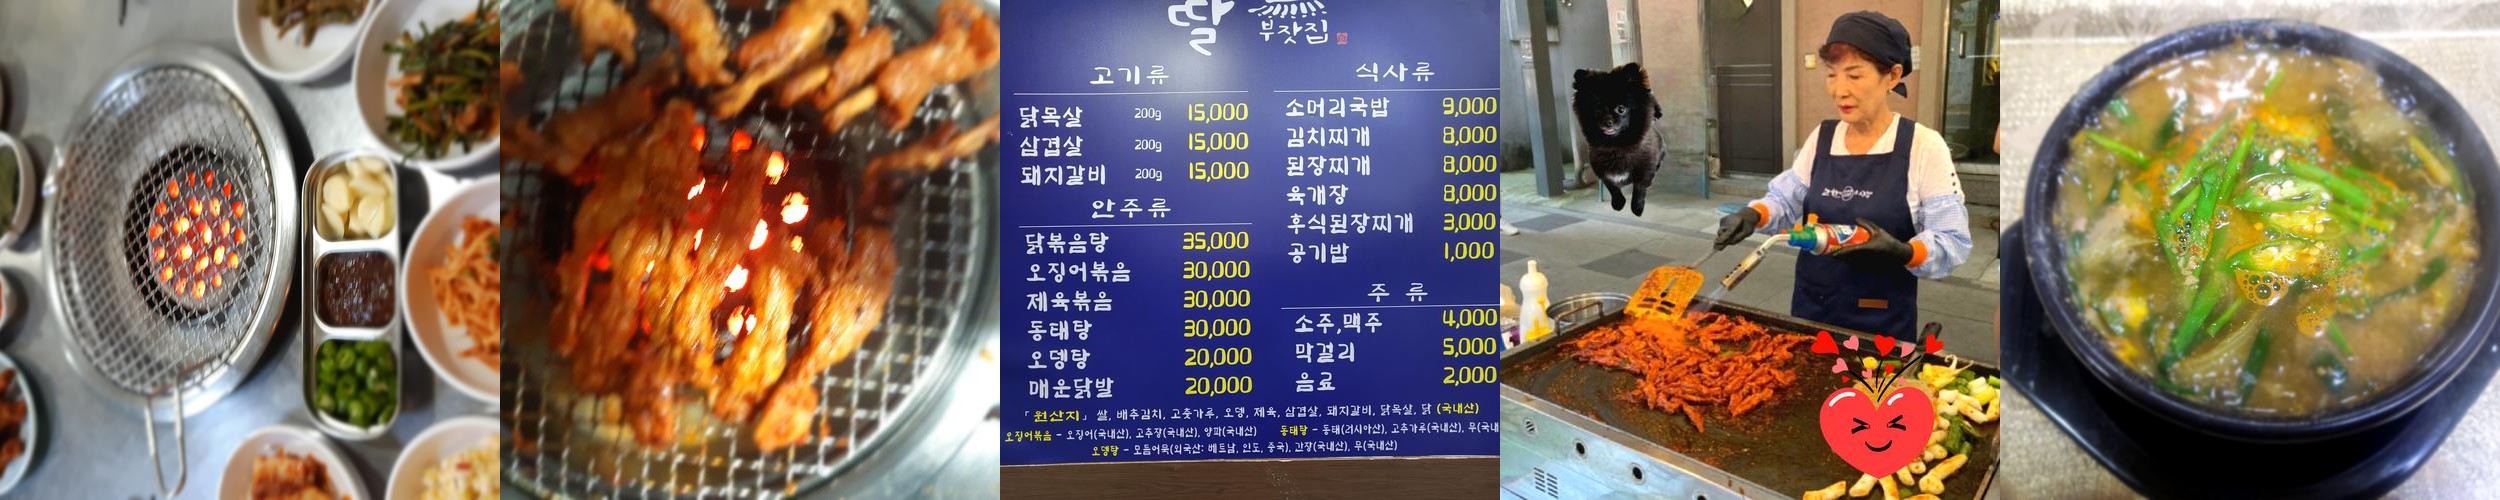 딸
부잣집
고기류
닭목살 200g 15,000
삼겹살 200g 15,000
돼지갈비 200g 15,000
안주류
닭볶음탕 35,000
오징어볶음 30,000
제육볶음 30,000
동태탕 30,000
오뎅탕 20,000
매운닭발 20,000
식사류
소머리국밥 9,000
김치찌개 8,000
된장찌개 8,000
육개장 8,000
후식된장찌개 3,000
공기밥 1,000
주 류
소주,맥주 4,000
막걸리 5,000
음료 2,000
「원산지」 쌀, 배추김치, 고춧가루, 오뎅, 제육, 삼겹살, 돼지갈비, 닭목살, 닭 (국내산)
오징어볶음 - 오징어(국내산), 고추장(국내산), 양파(국내산) 동태탕 - 동태(러시아산), 고추가루(국내산), 무(국내
오뎅탕 - 모듬어묵(외국산: 베트남, 인도, 중국), 간장(국내산), 무(국내산)